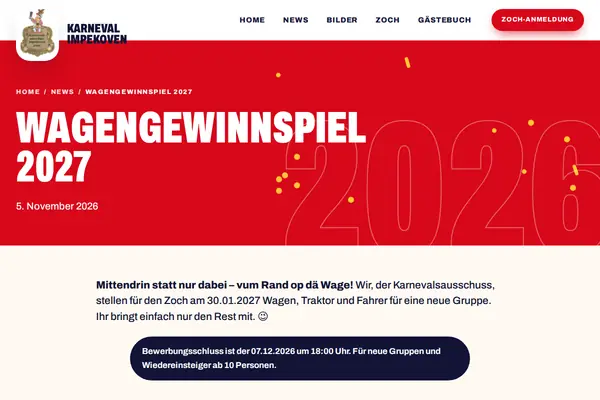 KARNEVAL
IMPEKOVEN
HOME NEWS BILDER ZOCH GÄSTEBUCH ZOCH-ANMELDUNG
HOME / NEWS / WAGENGEWINNSPIEL 2027
WAGENGEWINNSPIEL
2027
2026
5. November 2026
Mittendrin statt nur dabei – vum Rand op dä Wage! Wir, der Karnevalsausschuss,
stellen für den Zoch am 30.01.2027 Wagen, Traktor und Fahrer für eine neue Gruppe.
Ihr bringt einfach nur den Rest mit. 😉
Bewerbungsschluss ist der 07.12.2026 um 18:00 Uhr. Für neue Gruppen und
Wiedereinsteiger ab 10 Personen.